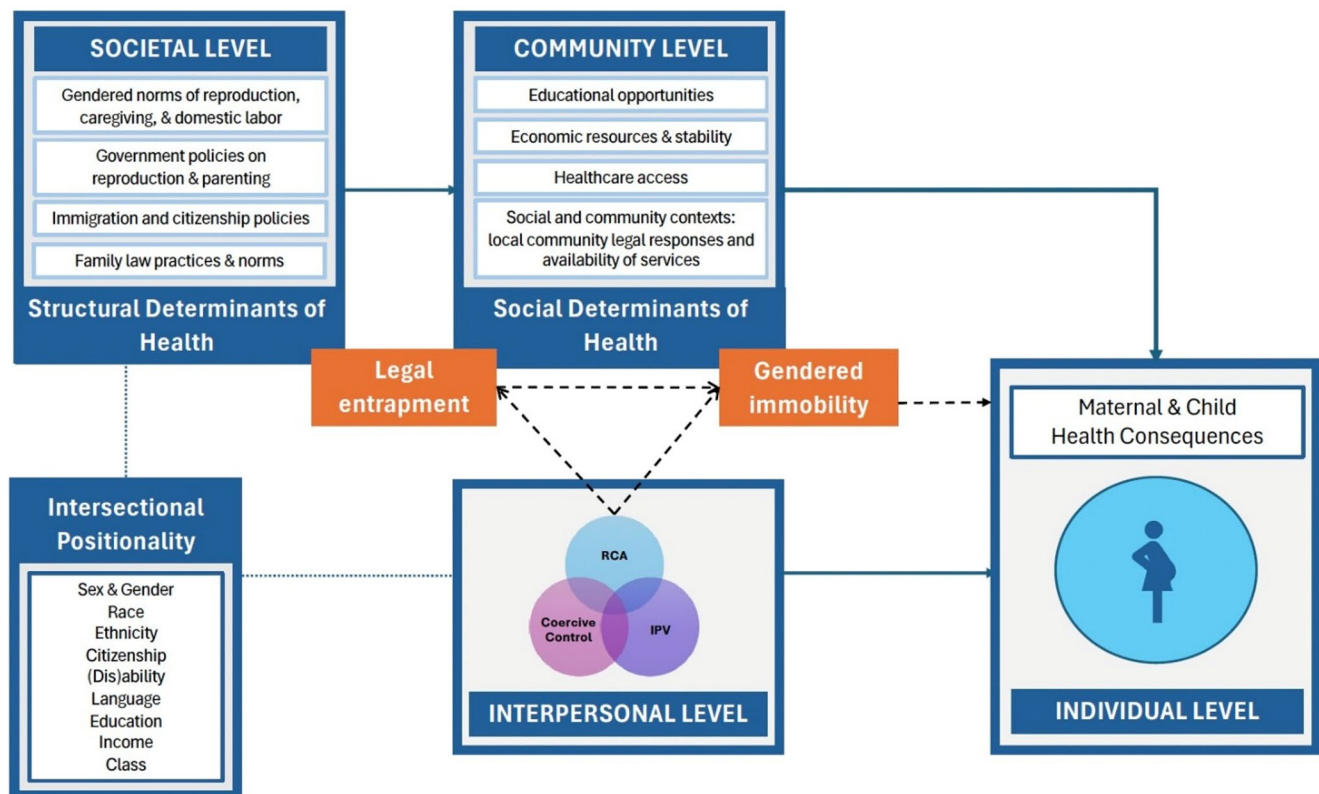 SOCIETAL LEVEL
Gendered norms of reproduction,
caregiving, & domestic labor
Government policies on
reproduction & parenting
Immigration and citizenship policies
Family law practices & norms
Structural Determinants of
Health
COMMUNITY LEVEL
Educational opportunities
Economic resources & stability
Healthcare access
Social and community contexts:
local community legal responses and
availability of services
Social Determinants of
Health
Legal
entrapment
Gendered
immobility
Maternal & Child
Health Consequences
INDIVIDUAL LEVEL
Intersectional
Positionality
Sex & Gender
Race
Ethnicity
Citizenship
(Dis)ability
Language
Education
Income
Class
RCA
Coercive
Control
IPV
INTERPERSONAL LEVEL